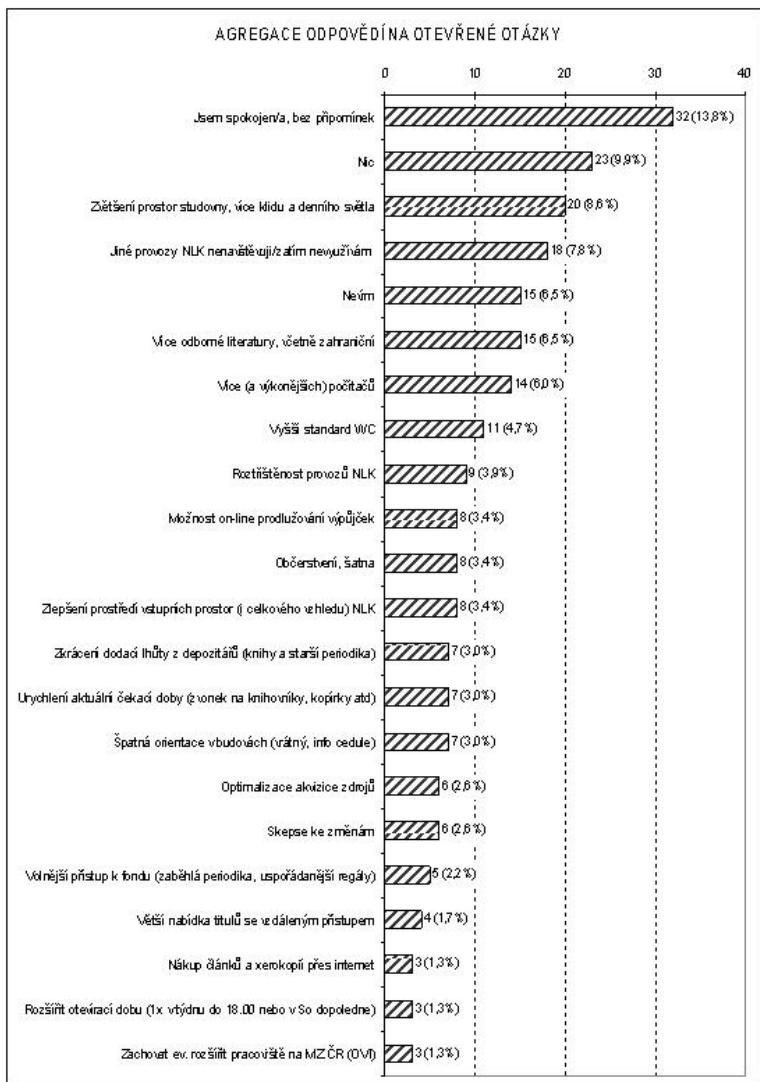 AGREGACE ODPOVĚDÍ NA OTEVŘENÉ OTÁZKY
0 10 20 30 40
Jsem spokojen/a, bez připomínek 32 (13,8%)
Nic 23 (9,9%)
Zvětšení prostor studovny, více klidu a denního světla 20 (8,6%)
Jiné provozy NLK nenavštěvuji/zatím nevyužívám 18 (7,8%)
Nevím 15 (6,5%)
Více odborné literatury, včetně zahraniční 15 (6,5%)
Více (a výkonějších) počítačů 14 (6,0%)
Vyšší standard WC 11 (4,7%)
Roztříštěnost provozů NLK 9 (3,9%)
Možnost on-line prodlužování výpůjček 8 (3,4%)
Občerstvení, šatna 8 (3,4%)
Zlepšení prostředí vstupních prostor (i celkového vzhledu) NLK 8 (3,4%)
Zkrácení dodací lhůty z depozitářů (knihy a starší periodika) 7 (3,0%)
Urychlení aktuální čekací doby (zvonek na knihovníky, kopírky atd) 7 (3,0%)
Špatná orientace v budovách (vrátný, info cedule) 7 (3,0%)
Optimalizace akvizice zdrojů 6 (2,6%)
Skepse ke změnám 6 (2,6%)
Volnější přístup k fondu (zaběhlá periodika, uspořádanější regály) 5 (2,2%)
Větší nabídka titulů se vzdáleným přístupem 4 (1,7%)
Nákup článků a xerokopií přes internet 3 (1,3%)
Rozšířit otevírací dobu (1x v týdnu do 18.00 nebo v So dopoledne) 3 (1,3%)
Zachovat ev. rozšířit pracoviště na MZ ČR (OVI) 3 (1,3%)